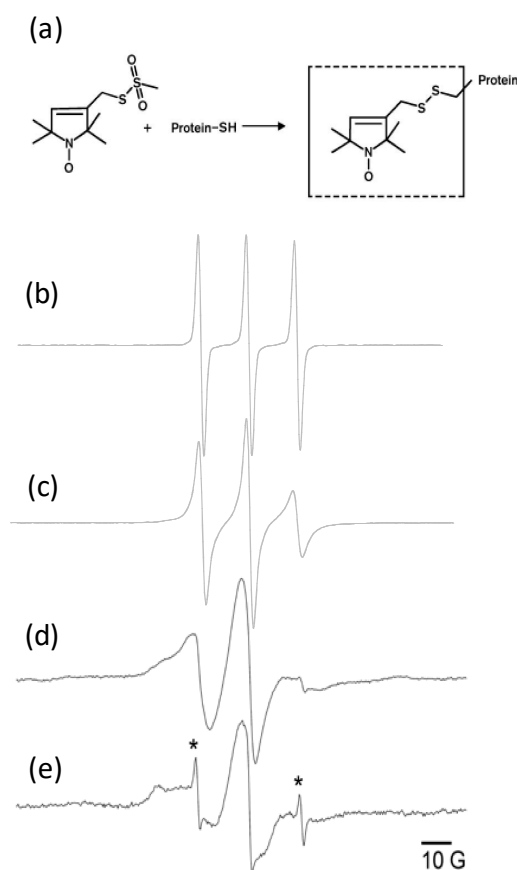 (a)
O
S
S
O
+
Protein–SH
N
O
S
S
Protein
N
O
(b)
(c)
(d)
*
*
(e)
10 G